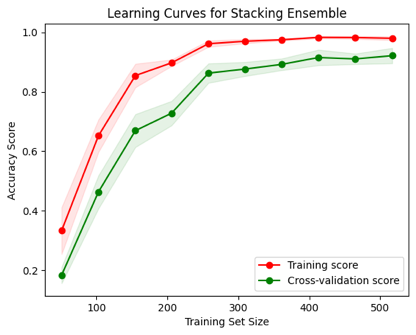 Learning Curves for Stacking Ensemble
1.0
0.8
0.6
0.4
0.2
Accuracy Score
100
200
300
400
500
Training Set Size
Training score
Cross-validation score